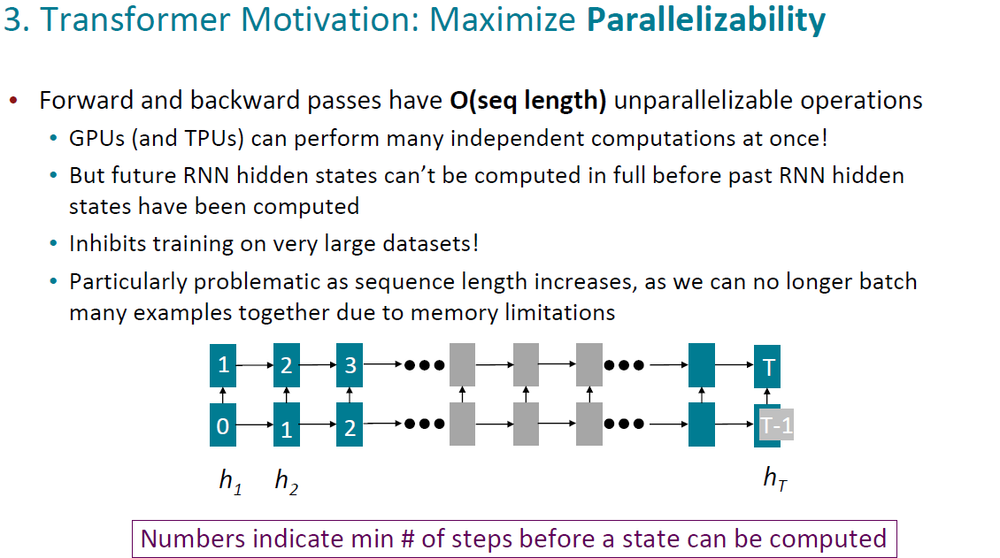 3. Transformer Motivation: Maximize Parallelizability
• Forward and backward passes have O(seq length) unparallelizable operations
• GPUs (and TPUs) can perform many independent computations at once!
• But future RNN hidden states can’t be computed in full before past RNN hidden
states have been computed
• Inhibits training on very large datasets!
• Particularly problematic as sequence length increases, as we can no longer batch
many examples together due to memory limitations
1 2 3 T
0 1 2 T-1
h1 h2 hT
Numbers indicate min # of steps before a state can be computed